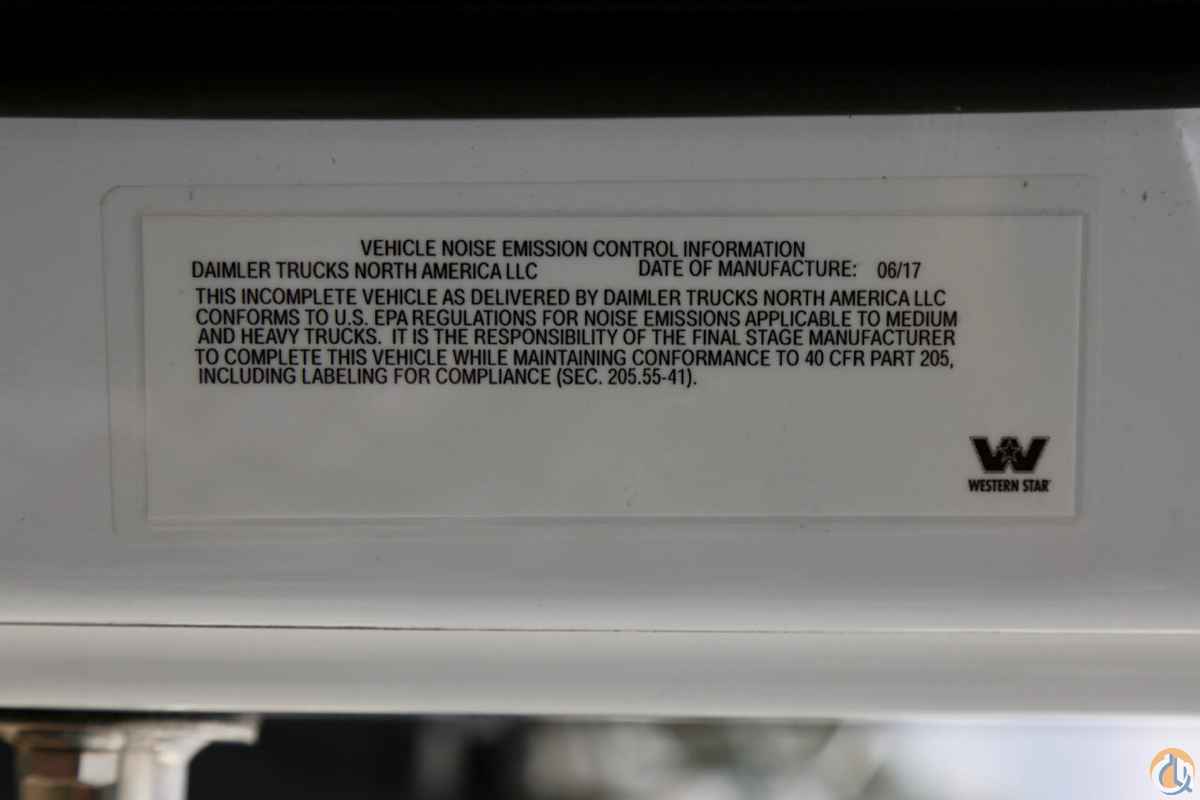 VEHICLE NOISE EMISSION CONTROL INFORMATION
DAIMLER TRUCKS NORTH AMERICA LLC DATE OF MANUFACTURE: 06/17
THIS INCOMPLETE VEHICLE AS DELIVERED BY DAIMLER TRUCKS NORTH AMERICA LLC
CONFORMS TO U.S. EPA REGULATIONS FOR NOISE EMISSIONS APPLICABLE TO MEDIUM
AND HEAVY TRUCKS. IT IS THE RESPONSIBILITY OF THE FINAL STAGE MANUFACTURER
TO COMPLETE THIS VEHICLE WHILE MAINTAINING CONFORMANCE TO 40 CFR PART 205,
INCLUDING LABELING FOR COMPLIANCE (SEC. 205.55-41).
WESTERN STAR